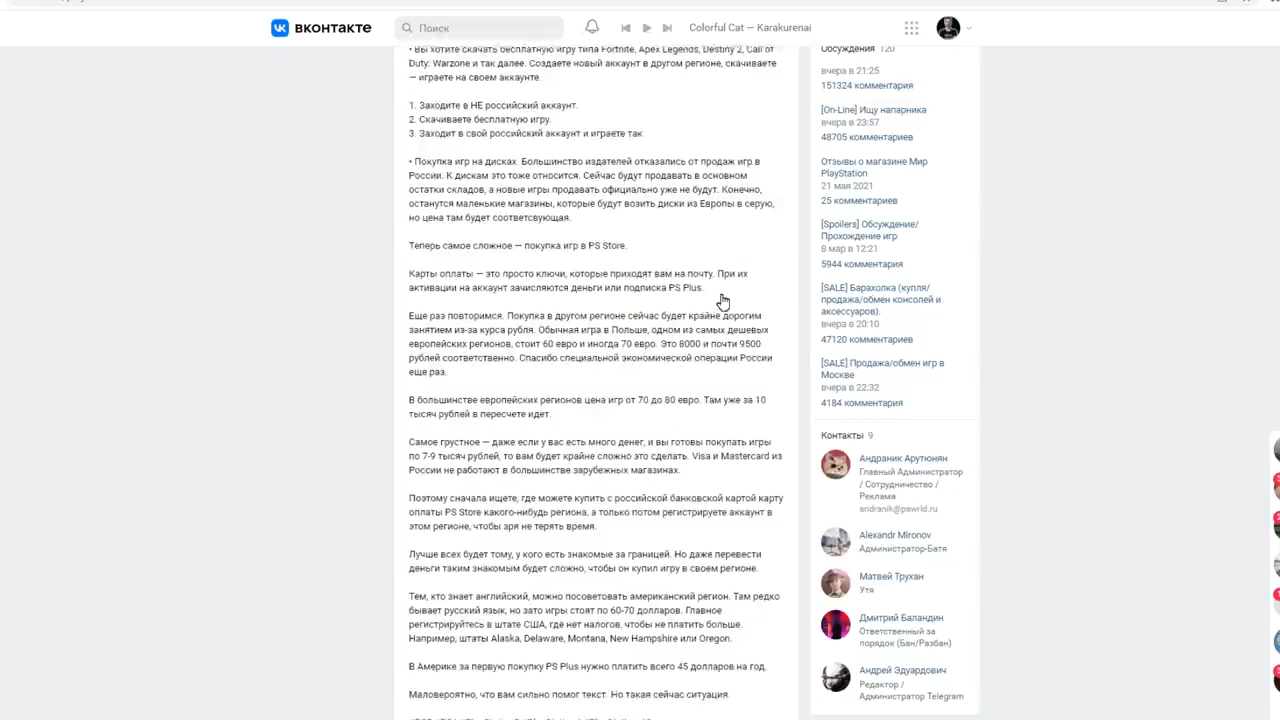 вконтакте
Поиск
Colorful Cat — Karakurenai
• Вы хотите скачать бесплатную игру типа Fortnite, Apex Legends, Destiny 2, Call of
Duty: Warzone и так далее. Создаете новый аккаунт в другом регионе, скачиваете
— играете на своем аккаунте.
1. Заходите в НЕ российский аккаунт.
2. Скачиваете бесплатную игру.
3. Заходит в свой российский аккаунт и играете так.
• Покупка игр на дисках. Большинство издателей отказались от продаж игр в
России. К дискам это тоже относится. Сейчас будут продавать в основном
остатки складов, а новые игры продавать официально уже не будут. Конечно,
останутся маленькие магазины, которые будут возить диски из Европы в серую,
но цена там будет соответсвующая.
Теперь самое сложное — покупка игр в PS Store.
Карты оплаты — это просто ключи, которые приходят вам на почту. При их
активации на аккаунт зачисляются деньги или подписка PS Plus.
Еще раз повторимся. Покупка в другом регионе сейчас будет крайне дорогим
занятием из-за курса рубля. Обычная игра в Польше, одном из самых дешевых
европейских регионов, стоит 60 евро и иногда 70 евро. Это 8000 и почти 9500
рублей соответственно. Спасибо специальной экономической операции России
еще раз.
В большинстве европейских регионов цена игр от 70 до 80 евро. Там уже за 10
тысяч рублей в пересчете идет.
Самое грустное — даже если у вас есть много денег, и вы готовы покупать игры
по 7-9 тысяч рублей, то вам будет крайне сложно это сделать. Visa и Mastercard из
России не работают в большинстве зарубежных магазинах.
Поэтому сначала ищете, где можете купить с российской банковской картой карту
оплаты PS Store какого-нибудь региона, а только потом регистрируете аккаунт в
этом регионе, чтобы зря не терять время.
Лучше всех будет тому, у кого есть знакомые за границей. Но даже перевести
деньги таким знакомым будет сложно, чтобы он купил игру в своем регионе.
Тем, кто знает английский, можно посоветовать американский регион. Там редко
бывает русский язык, но зато игры стоят по 60-70 долларов. Главное
регистрируйтесь в штате США, где нет налогов, чтобы не платить больше.
Например, штаты Alaska, Delaware, Montana, New Hampshire или Oregon.
В Америке за первую покупку PS Plus нужно платить всего 45 долларов на год.
Маловероятно, что вам сильно помог текст. Но такая сейчас ситуация.
Обсуждения 120
вчера в 21:25
151324 комментария
[On-Line] Ищу напарника
вчера в 23:57
48705 комментариев
Отзывы о магазине Мир
PlayStation
21 мая 2021
25 комментариев
[Spoilers] Обсуждение/
Прохождение игр
8 мар в 12:21
5944 комментария
[SALE] Барахолка (купля/
продажа/обмен консолей и
аксессуаров).
вчера в 20:10
47120 комментариев
[SALE] Продажа/обмен игр в
Москве
вчера в 22:32
4184 комментария
Контакты 9
Андраник Арутюнян
Главный Администратор
/ Сотрудничество /
Реклама
andranik@pswrld.ru
Alexandr Mironov
Администратор-Батя
Матвей Трухан
Утя
Дмитрий Баландин
Ответственный за
порядок (Бан/Разбан)
Андрей Эдуардович
Редактор /
Администратор Telegram